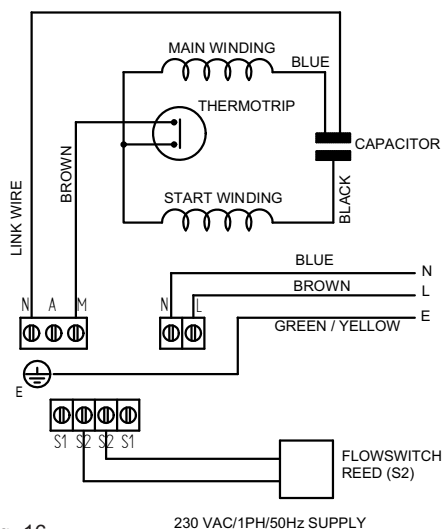 MAIN WINDING
BLUE
THERMOTRIP
CAPACITOR
BROWN
LINK WIRE
START WINDING
BLACK
N A M
N L
BLUE N
BROWN L
GREEN / YELLOW E
E
S1 S2 S2 S1
FLOWSWITCH
REED (S2)
230 VAC/1PH/50Hz SUPPLY